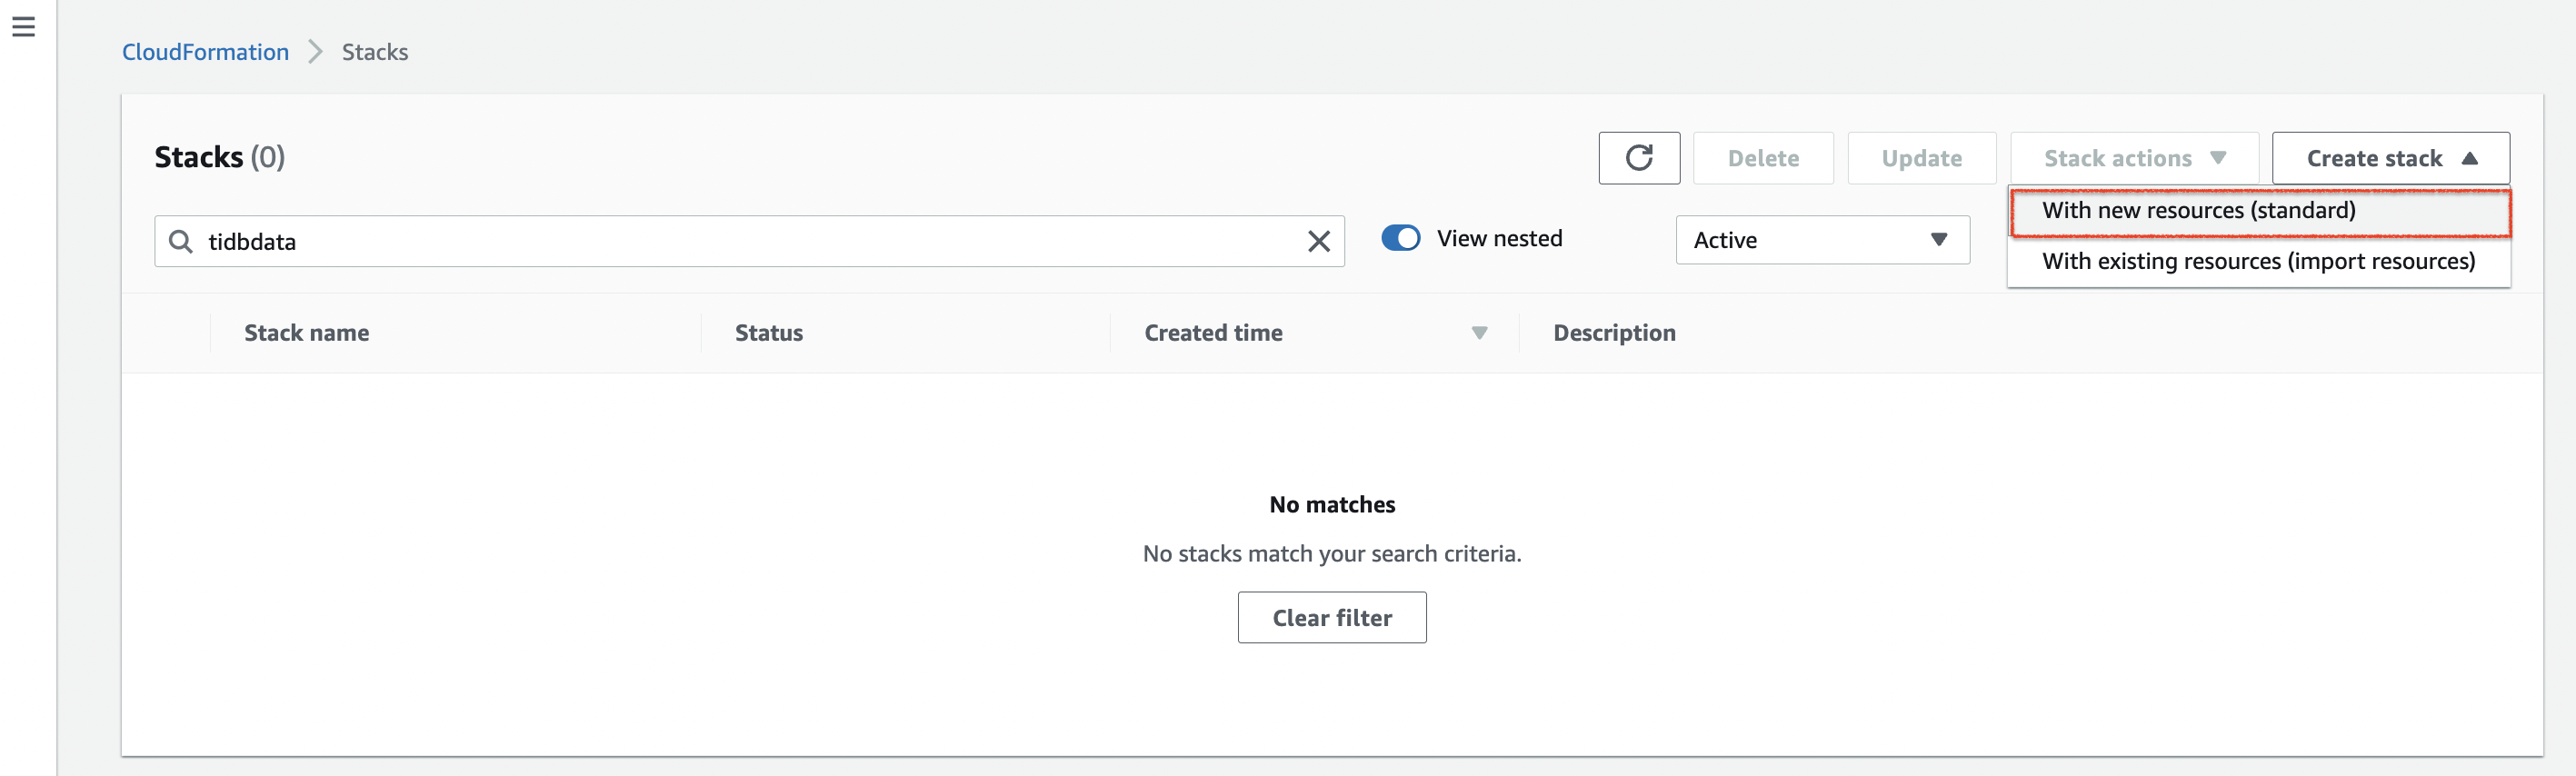 CloudFormation Stacks
Stacks (0)
Delete
Update
Stack actions
Create stack
With new resources (standard)
With existing resources (import resources)
tidbdata
View nested
Active
Stack name
Status
Created time
Description
No matches
No stacks match your search criteria.
Clear filter